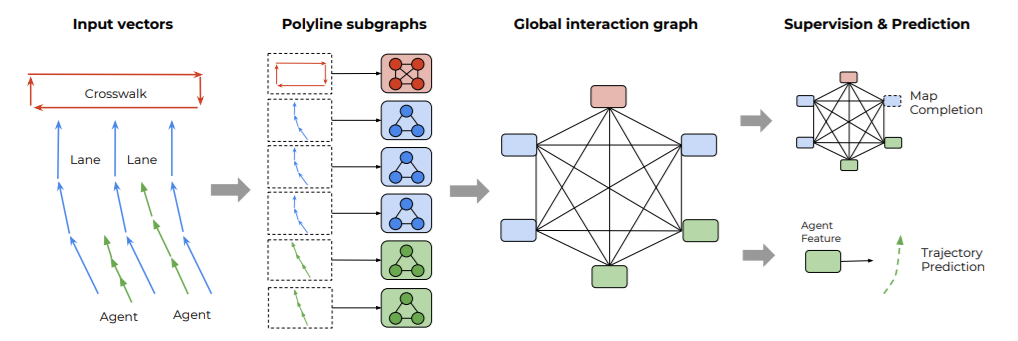 Input vectors
Polyline subgraphs
Global interaction graph
Supervision & Prediction
Crosswalk
Lane
Lane
Agent
Agent
Map
Completion
Agent
Feature
Trajectory
Prediction